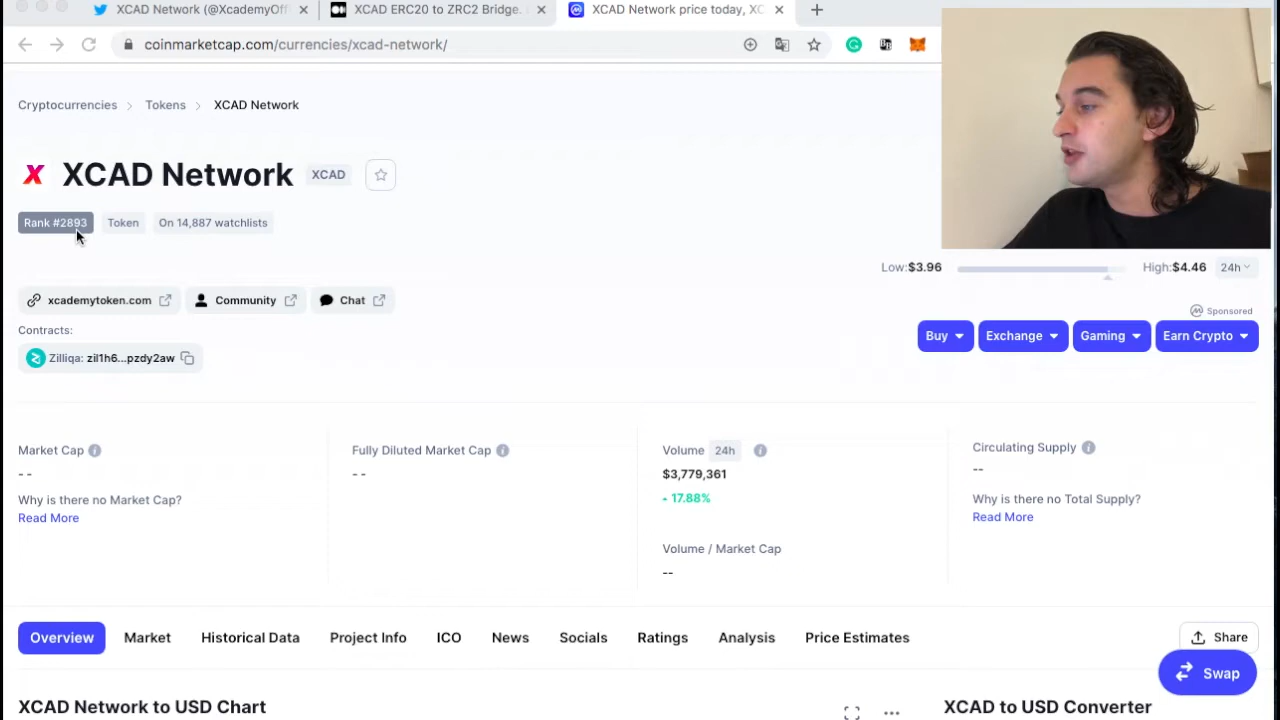 XCAD Network (@XcademyOff
XCAD ERC20 to ZRC2 Bridge.
XCAD Network price today, XC
coinmarketcap.com/currencies/xcad-network/
Cryptocurrencies > Tokens > XCAD Network
X XCAD Network XCAD
Rank #2893 Token On 14,887 watchlists
Low:$3.96 High:$4.46 24h
xcademytoken.com Community Chat
Sponsored
Contracts:
Buy Exchange Gaming Earn Crypto
Zilliqa: zil1h6...pzdy2aw
Market Cap
- -
Why is there no Market Cap?
Read More
Fully Diluted Market Cap
- -
Volume 24h
$3,779,361
17.88%
Volume / Market Cap
--
Circulating Supply
--
Why is there no Total Supply?
Read More
Overview Market Historical Data Project Info ICO News Socials Ratings Analysis Price Estimates Share
Swap
XCAD Network to USD Chart
XCAD to USD Converter